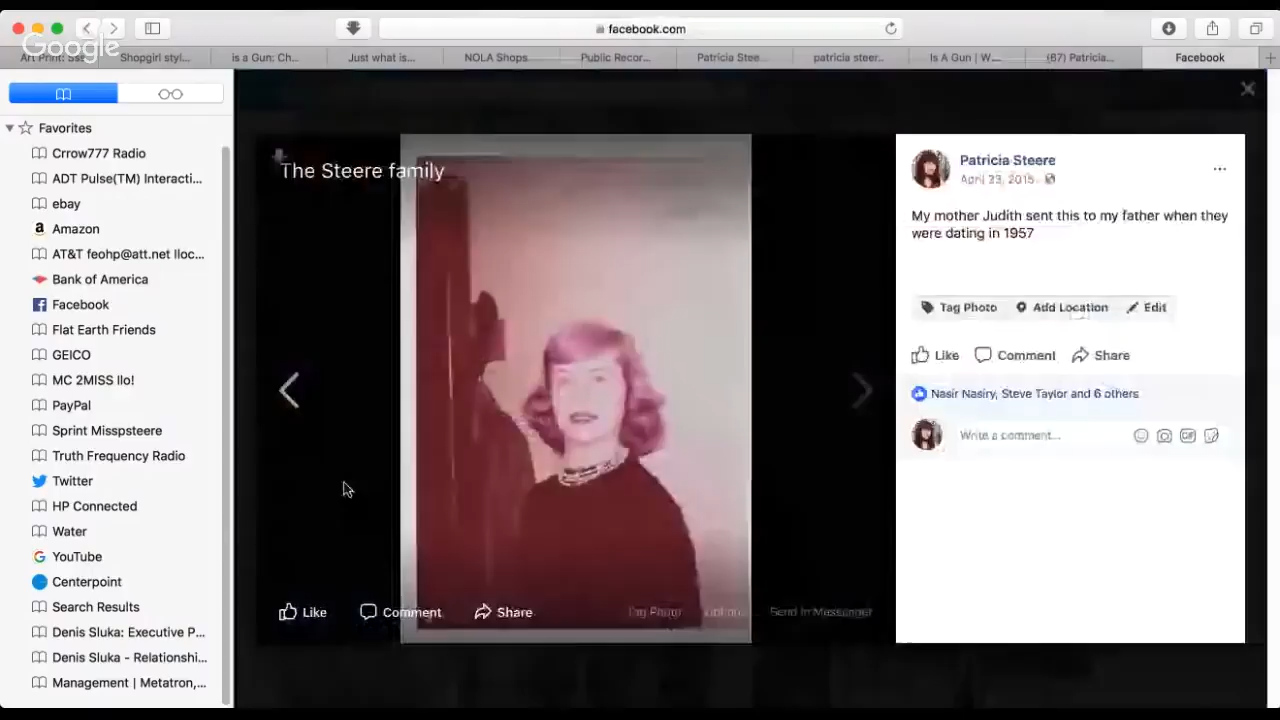 facebook.com
Google
Shopgirl styl...
is a Gun: Ch...
Just what is...
NOLA Shops
Public Recor...
Patricia Stee...
patricia steer...
Is A Gun | W...
(67) Patricia...
Facebook
Favorites
Crrow777 Radio
ADT Pulse(TM) Interacti...
ebay
Amazon
AT&T feohp@att.net lloc...
Bank of America
Facebook
Flat Earth Friends
GEICO
MC 2MISS llo!
PayPal
Sprint Misspsteere
Truth Frequency Radio
Twitter
HP Connected
Water
YouTube
Centerpoint
Search Results
Denis Sluka: Executive P...
Denis Sluka - Relationshi...
Management | Metatron,...
The Steere family
Like
Comment
Share
Tag Photo
Send in Messenger
Patricia Steere
April 23, 2015
My mother Judith sent this to my father when they
were dating in 1957
Tag Photo Add Location Edit
Like Comment Share
Nasir Nasiry, Steve Taylor and 6 others
Write a comment...
GIF